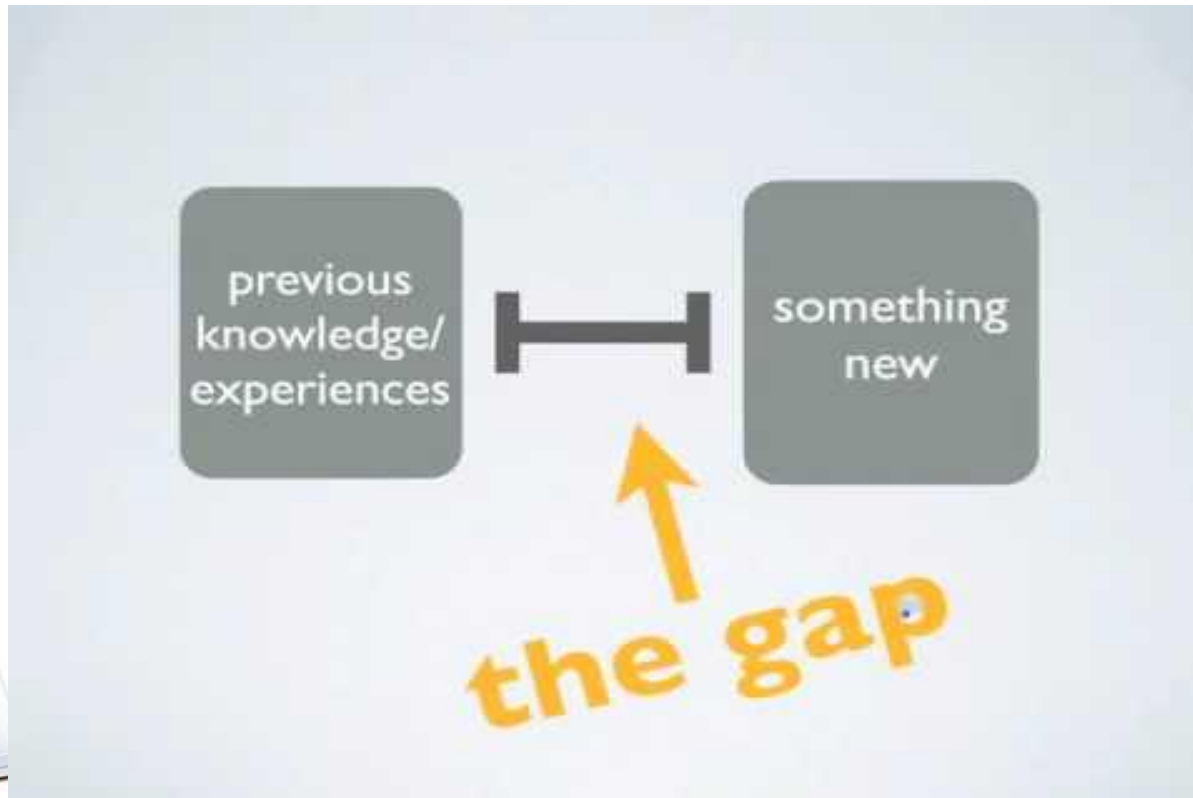 previous
knowledge/
experiences
something
new
the gap